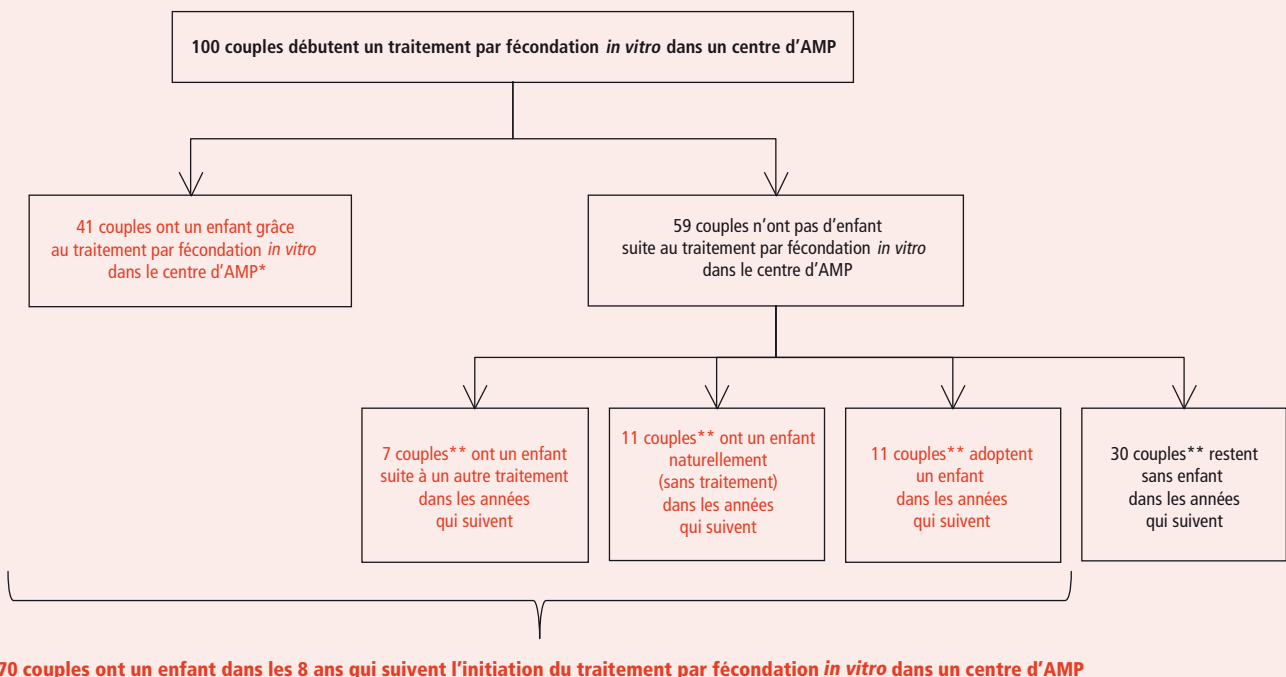 100 couples débutent un traitement par fécondation in vitro dans un centre d'AMP
41 couples ont un enfant grâce
au traitement par fécondation in vitro
dans le centre d'AMP*
59 couples n'ont pas d'enfant
suite au traitement par fécondation in vitro
dans le centre d'AMP
7 couples** ont un enfant
suite à un autre traitement
dans les années
qui suivent
11 couples** ont un enfant
naturellement
(sans traitement)
dans les années
qui suivent
11 couples** adoptent
un enfant
dans les années
qui suivent
30 couples** restent
sans enfant
dans les années
qui suivent
70 couples ont un enfant dans les 8 ans qui suivent l'initiation du traitement par fécondation in vitro dans un centre d'AMP